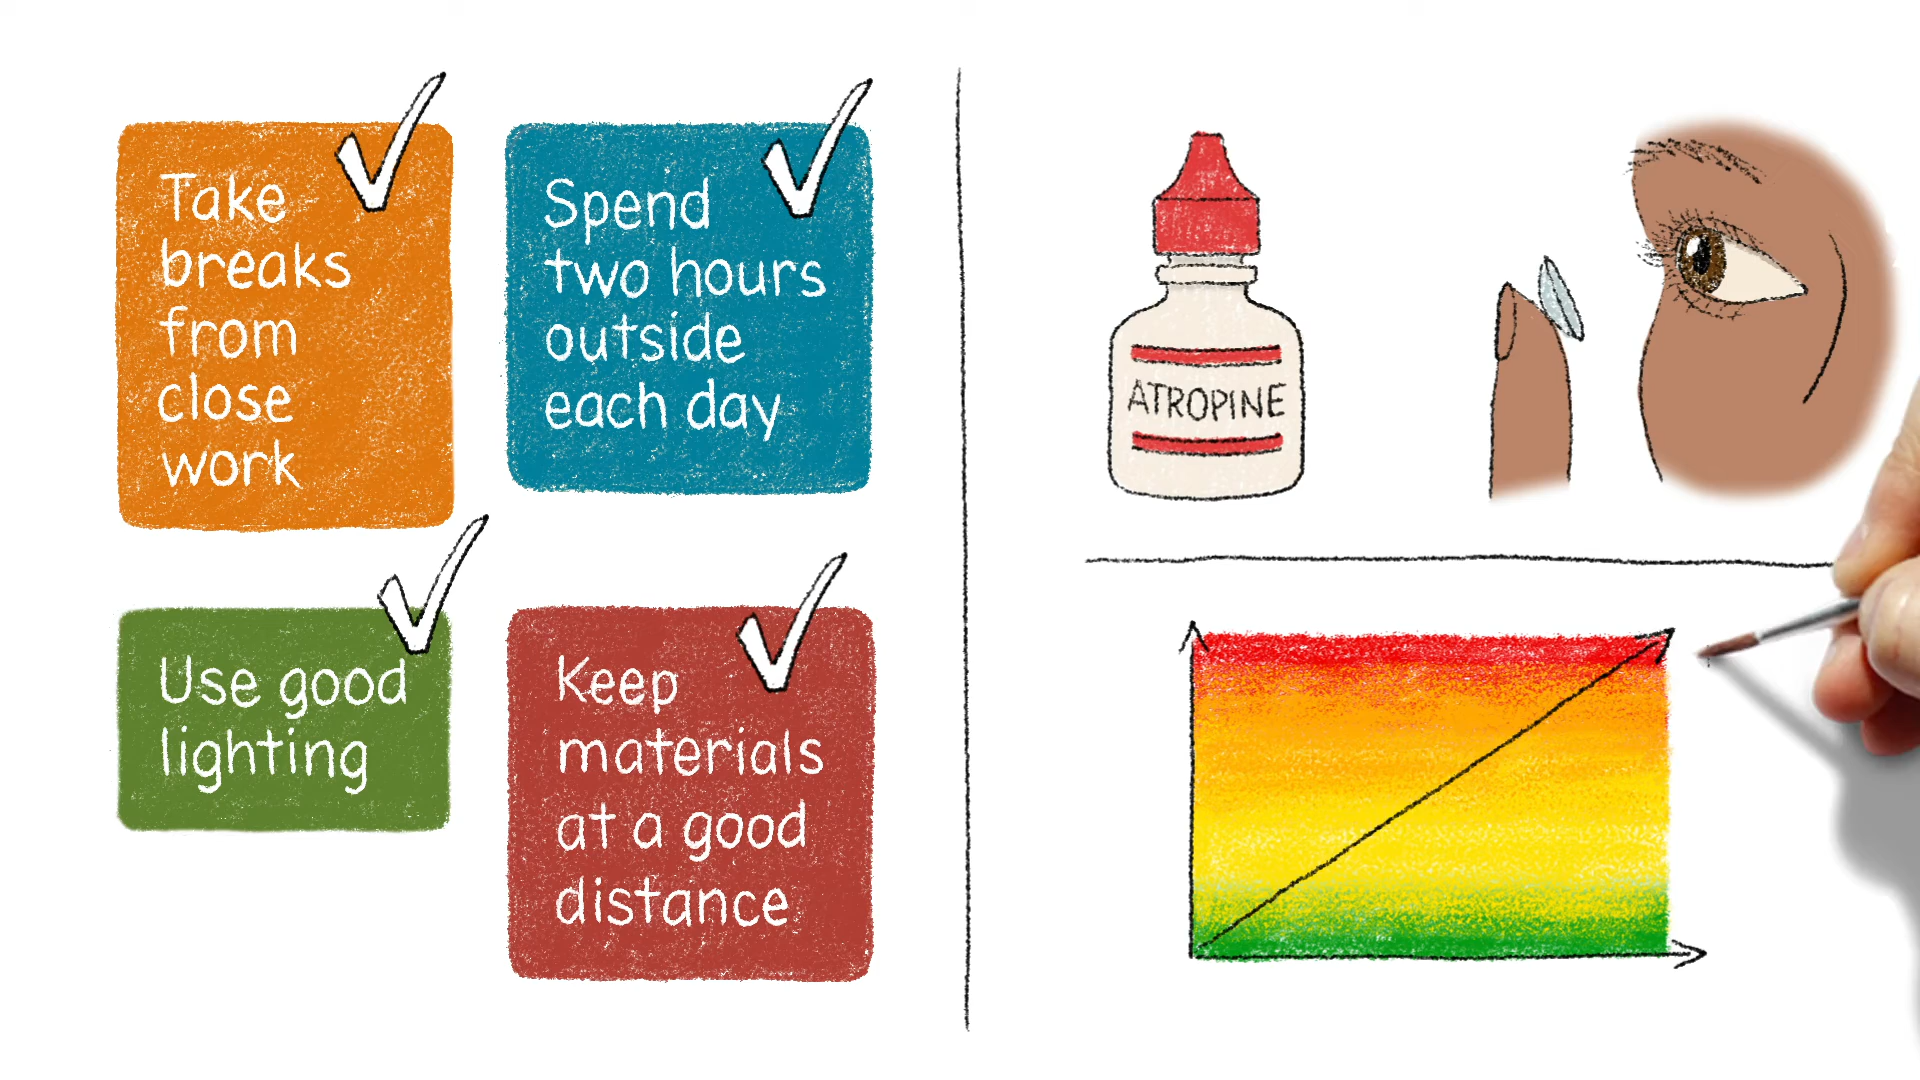 Take
breaks
from
close
work
Spend
two hours
outside
each day
Use good
lighting
Keep
materials
at a good
distance
ATROPINE